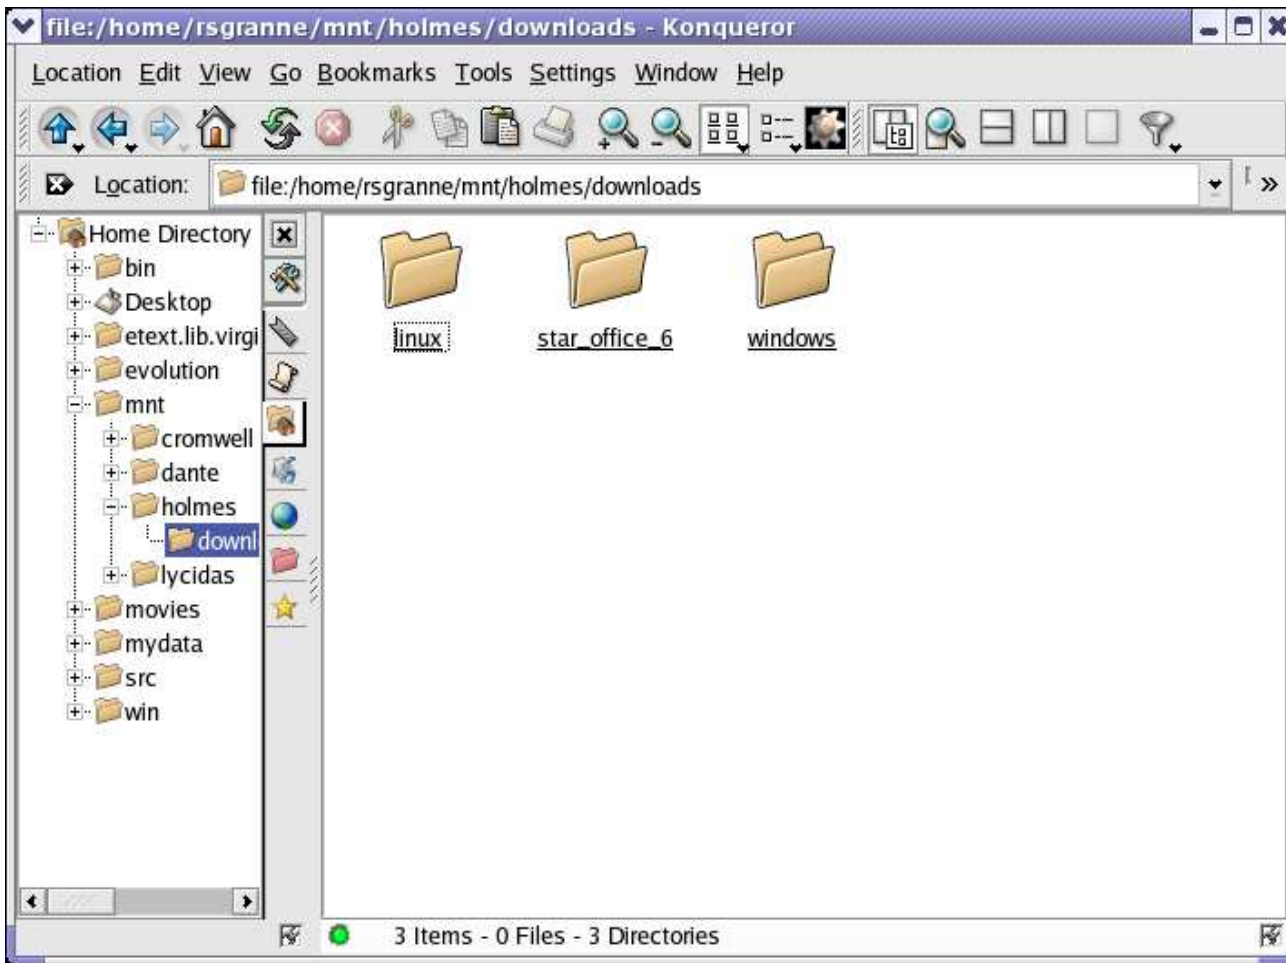 file:/home/rsgranne/mnt/holmes/downloads - Konqueror
Location Edit View Go Bookmarks Tools Settings Window Help
Location: file:/home/rsgranne/mnt/holmes/downloads
Home Directory
bin
Desktop
etext.lib.virgi
evolution
mnt
cromwell
dante
holmes
downl
lycidas
movies
mydata
src
win
linux star_office_6 windows
3 Items - 0 Files - 3 Directories